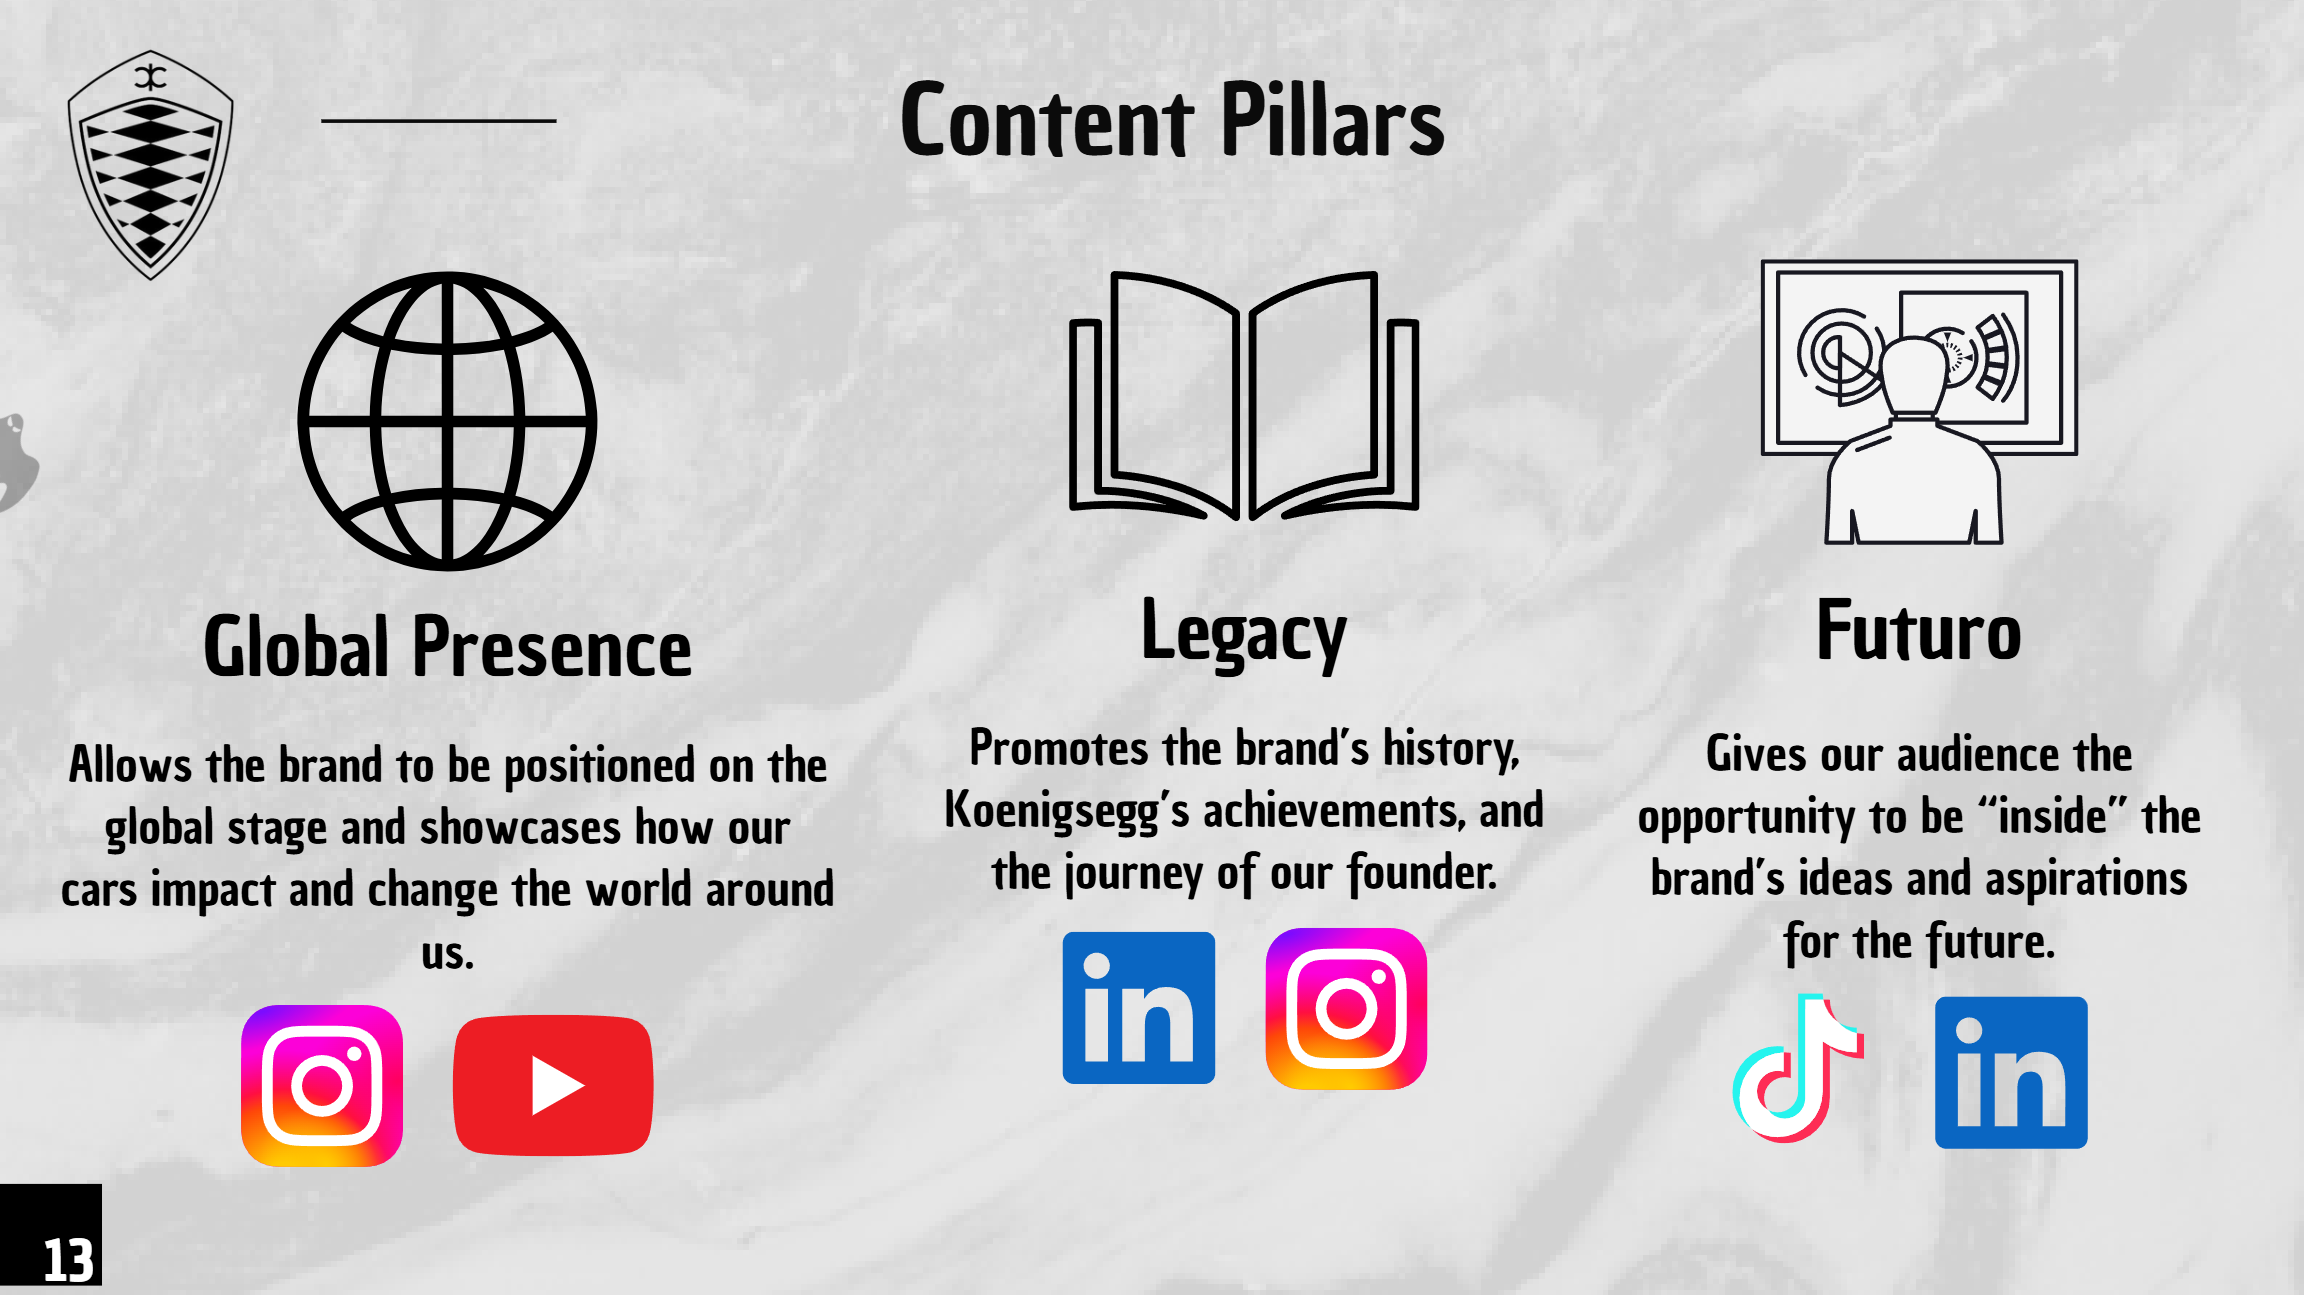 Content Pillars
Global Presence
Allows the brand to be positioned on the
global stage and showcases how our
cars impact and change the world around
us.
Legacy
Promotes the brand's history,
Koenigsegg's achievements, and
the journey of our founder.
in
Futuro
Gives our audience the
opportunity to be “inside” the
brand's ideas and aspirations
for the future.
in
13